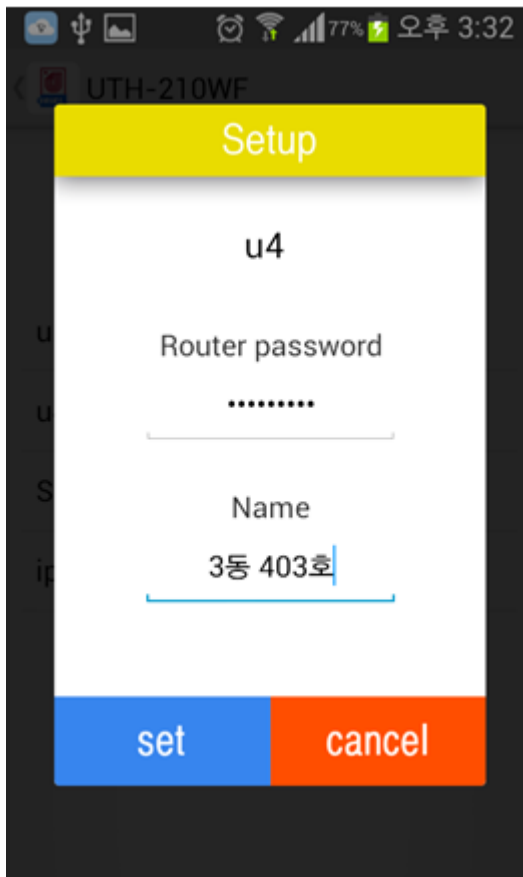 77% 오후 3:32
UTH-210WF
Setup
u4
Router password
•••••••••
Name
3동 403호
set
cancel